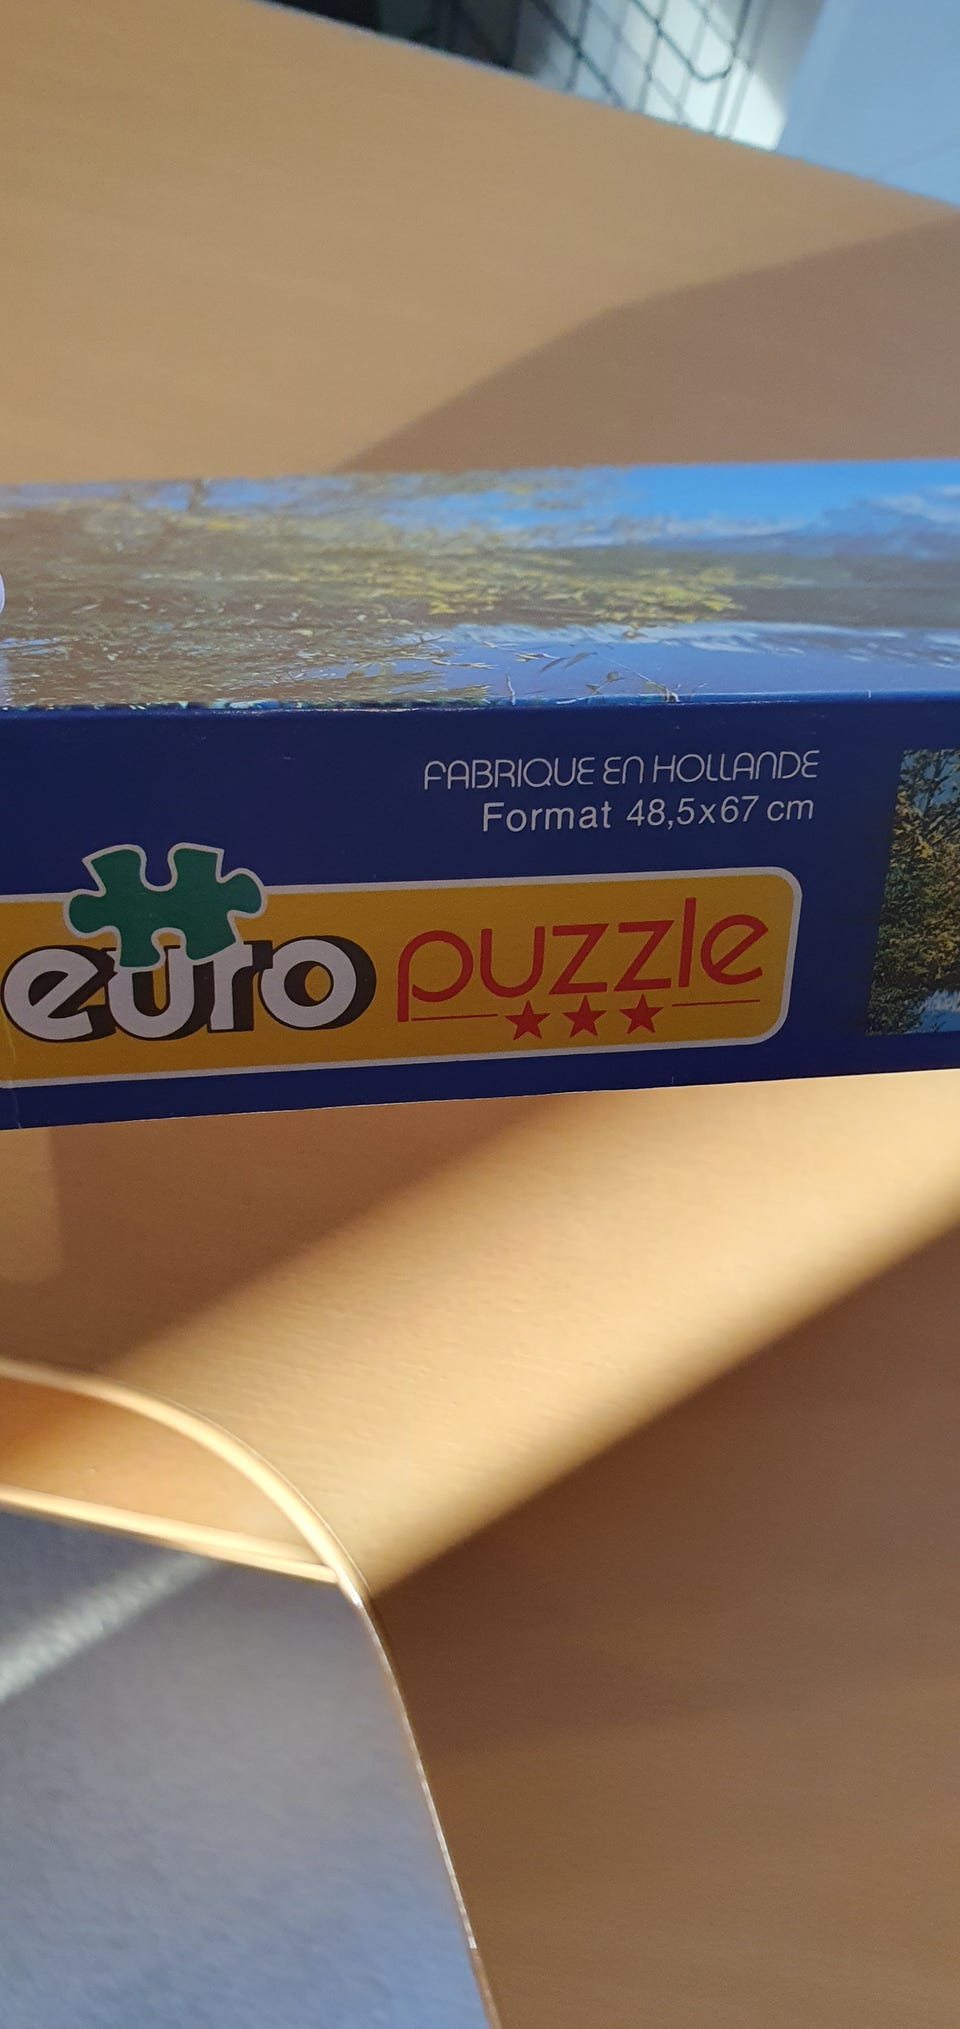 FABRIQUE EN HOLLANDE
Format 48,5x67 cm
euro puzzle